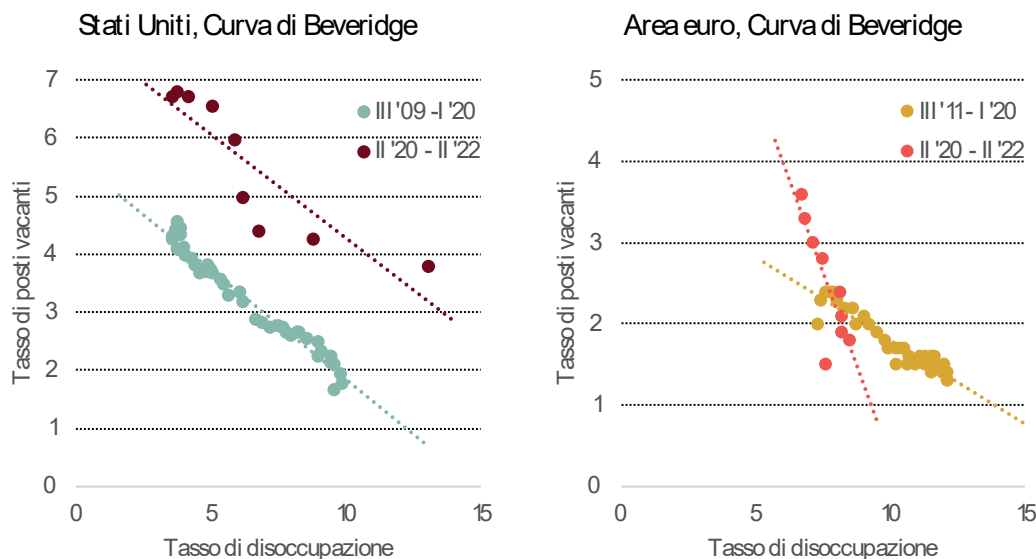 Stati Uniti, Curva di Beveridge
7
6
5
4
3
2
1
0
0
5
10
15
Tasso di posti vacanti
Tasso di disoccupazione
III '09 - I '20
II '20 - II '22
Area euro, Curva di Beveridge
5
4
3
2
1
0
0
5
10
15
Tasso di posti vacanti
Tasso di disoccupazione
III '11 - I '20
II '20 - II '22